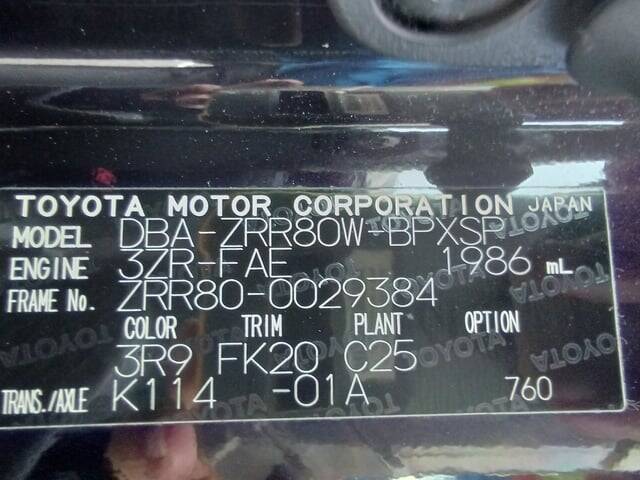 TOYOTA MOTOR CORPORATION JAPAN
MODEL DBA-ZRR80W-BPXSP
ENGINE 3ZR-FAE 1986 mL
FRAME No. ZRR80-0029384
COLOR TRIM PLANT OPTION
3R9 FK20 C25
TRANS./AXLE K114 -01A 760